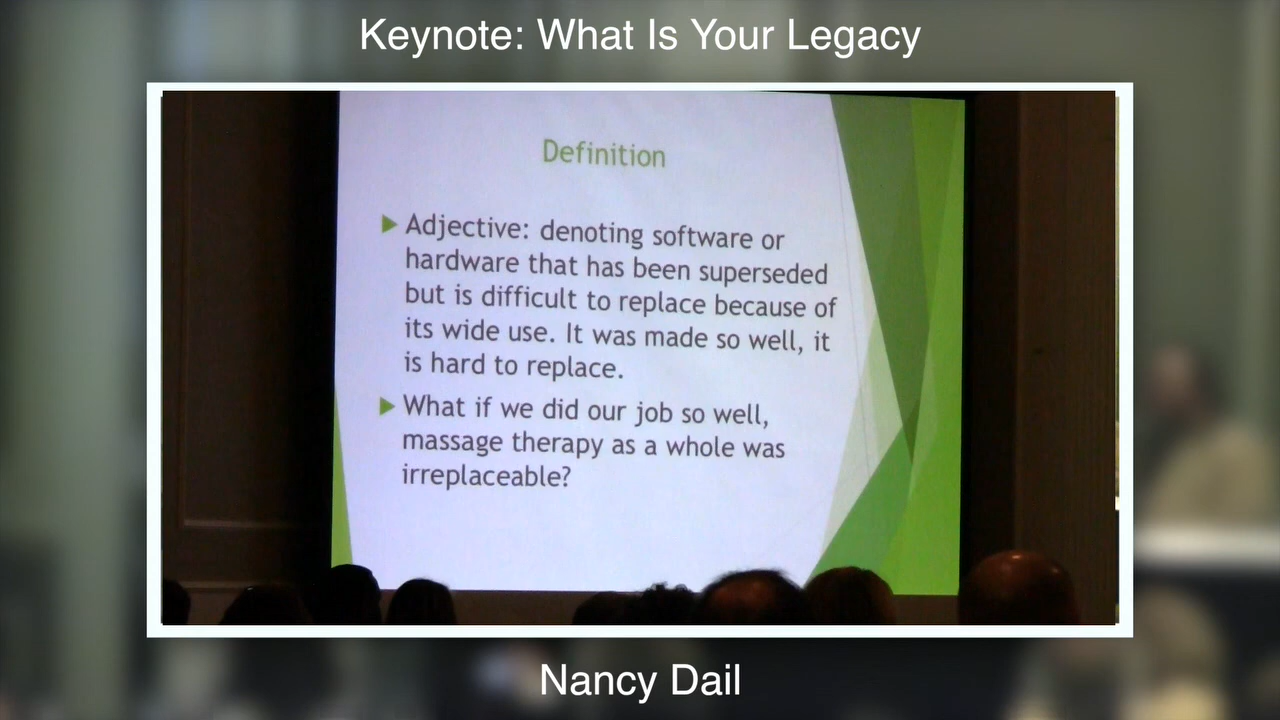 Keynote: What Is Your Legacy
Definition
Adjective: denoting software or
hardware that has been superseded
but is difficult to replace because of
its wide use. It was made so well, it
is hard to replace.
What if we did our job so well,
massage therapy as a whole was
irreplaceable?
Nancy Dail